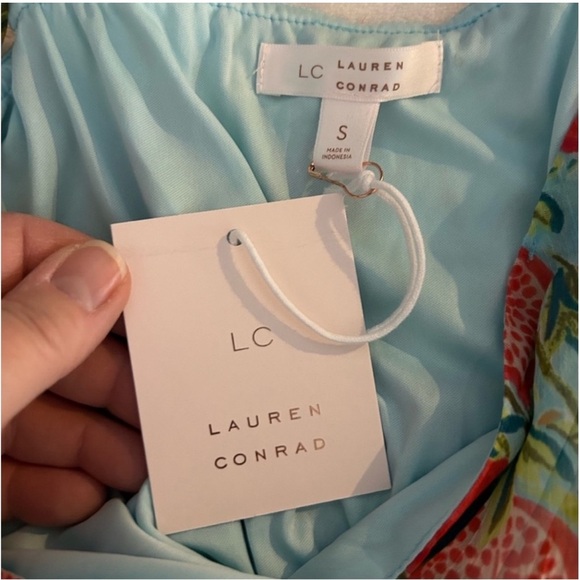 LC LAUREN
CONRAD
S
MADE IN
INDONESIA
LC
LAUREN
CONRAD